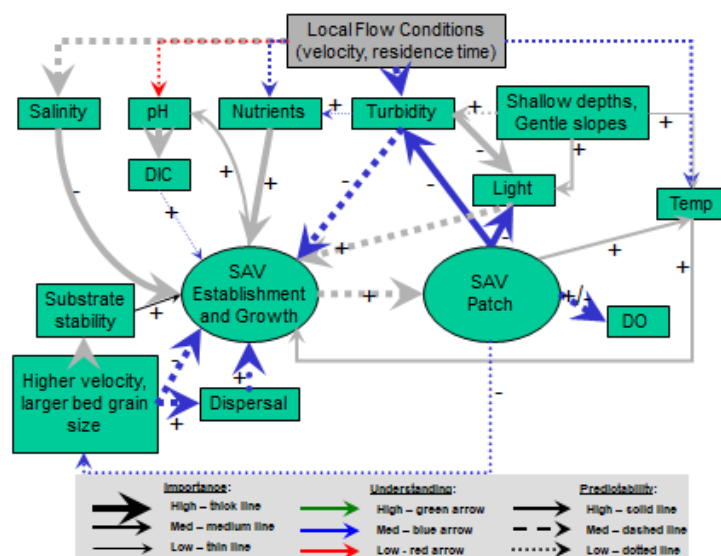 Local Flow Conditions
(velocity, residence time)
Salinity
pH
Nutrients
+
Turbidity
+
Shallow depths,
Gentle slopes
+
-
+
DIC
+
+
-
-
Light
Temp
-
+
-
+
-
+
+
SAV
Establishment
and Growth
+
SAV
Patch
+/-
DO
Substrate
stability
+
Higher velocity,
larger bed grain
size
-
+
+
Dispersal
-
Importance:
High – thick line
Med – medium line
Low – thin line
Understanding:
High – green arrow
Med – blue arrow
Low - red arrow
Predictability:
High – solid line
Med – dashed line
Low – dotted line